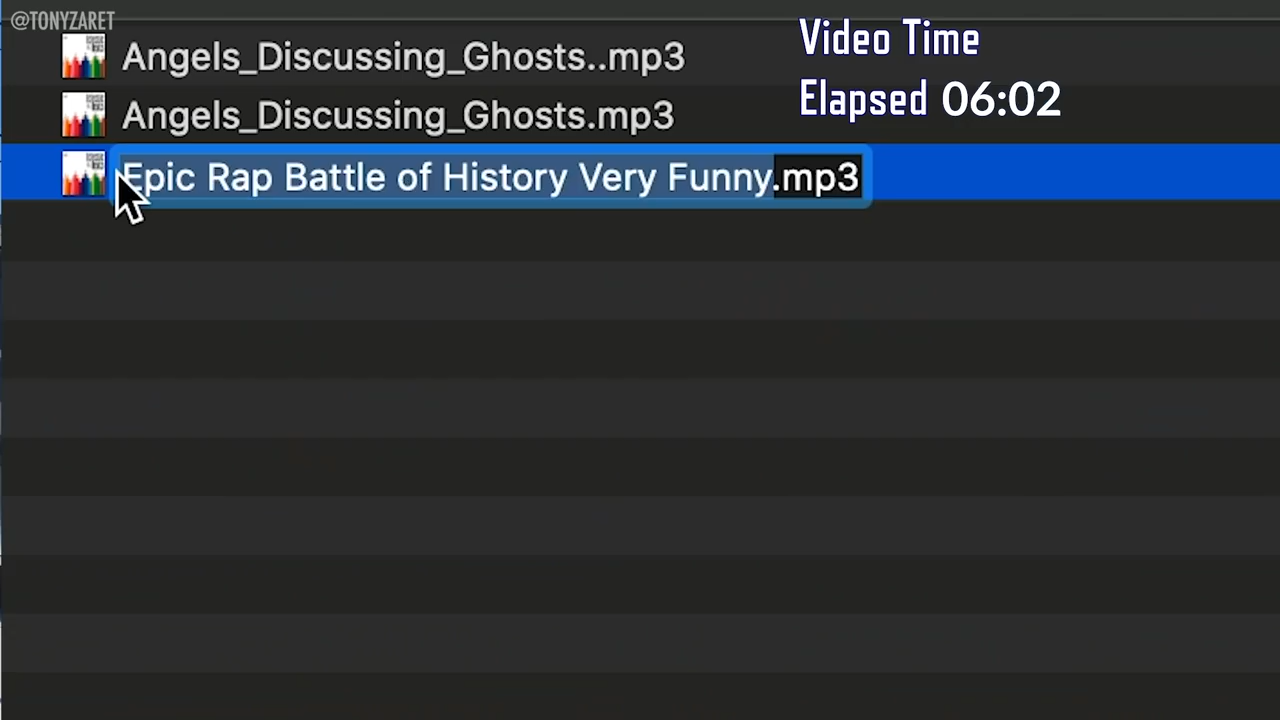 @TONYZARET
Angels_Discussing_Ghosts..mp3
Video Time
Elapsed 06:02
Angels_Discussing_Ghosts.mp3
Epic Rap Battle of History Very Funny.mp3